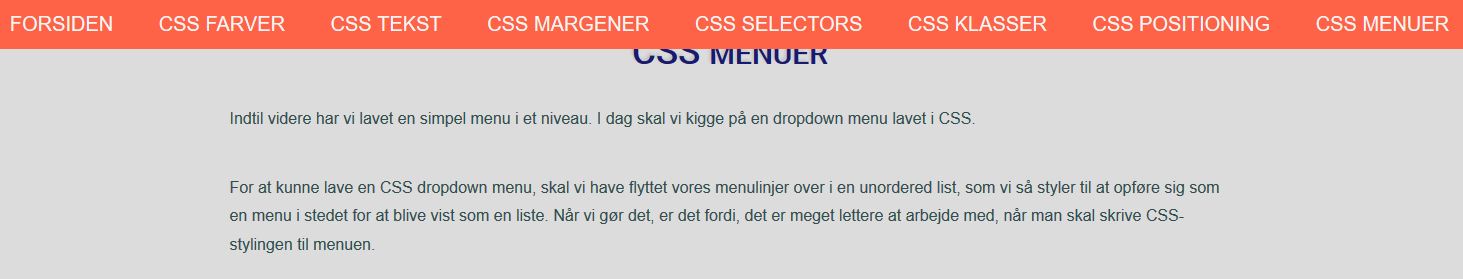 FORSIDEN CSS FARVER CSS TEKST CSS MARGENER CSS SELECTORS CSS KLASSER CSS POSITIONING CSS MENUER
CSS MENUER
Indtil videre har vi lavet en simpel menu i et niveau. I dag skal vi kigge på en dropdown menu lavet i CSS.
For at kunne lave en CSS dropdown menu, skal vi have flyttet vores menulinjer over i en unordered list, som vi så styler til at opføre sig som
en menu i stedet for at blive vist som en liste. Når vi gør det, er det fordi, det er meget lettere at arbejde med, når man skal skrive CSS-
stylingen til menuen.